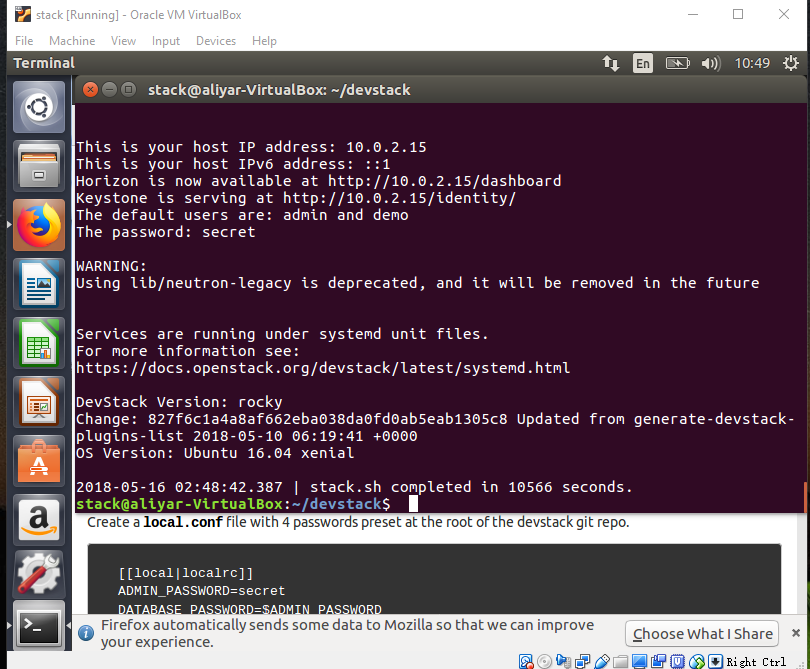 stack [Running] - Oracle VM VirtualBox
File Machine View Input Devices Help
Terminal
En
10:49
stack@aliyar-VirtualBox: ~/devstack
This is your host IP address: 10.0.2.15
This is your host IPv6 address: ::1
Horizon is now available at http://10.0.2.15/dashboard
Keystone is serving at http://10.0.2.15/identity/
The default users are: admin and demo
The password: secret
WARNING:
Using lib/neutron-legacy is deprecated, and it will be removed in the future
Services are running under systemd unit files.
For more information see:
https://docs.openstack.org/devstack/latest/systemd.html
DevStack Version: rocky
Change: 827f6c1a4a8af662eba038da0fd0ab5eab1305c8 Updated from generate-devstack-
plugins-list 2018-05-10 06:19:41 +0000
OS Version: Ubuntu 16.04 xenial
2018-05-16 02:48:42.387 | stack.sh completed in 10566 seconds.
stack@aliyar-VirtualBox:~/devstack$
Create a local.conf file with 4 passwords preset at the root of the devstack git repo.
[[local|localrc]]
ADMIN_PASSWORD=secret
DATABASE_PASSWORD=$ADMIN_PASSWORD
Firefox automatically sends some data to Mozilla so that we can improve
your experience.
Choose What I Share
Right Ctrl